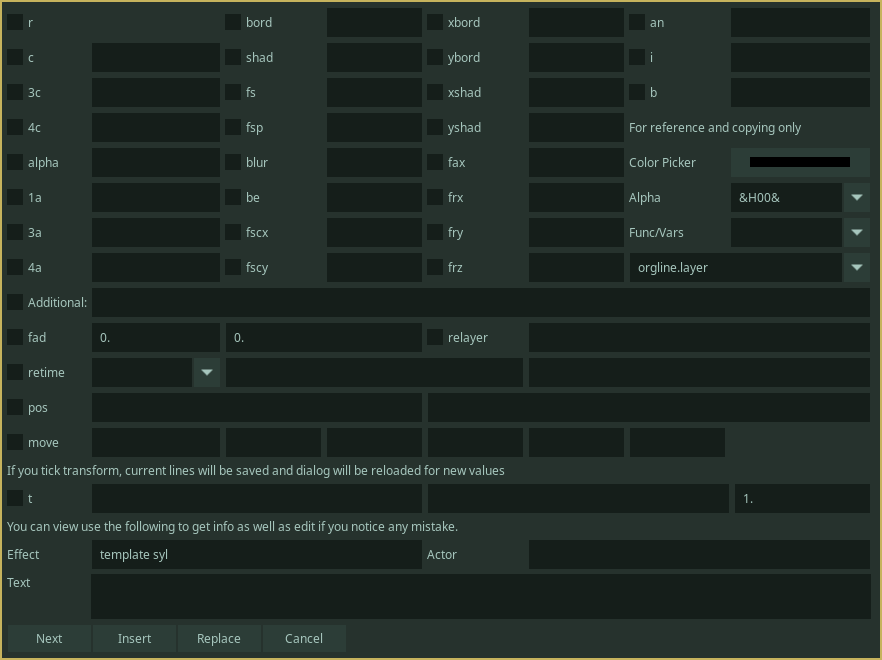 r bord xbord an
c shad ybord i
3c fs xshad b
4c fsp yshad For reference and copying only
alpha blur fax Color Picker
1a be frx Alpha &H00&
3a fscx fry Func/Vars
4a fscy frz orgline.layer
Additional:
fad 0. 0. relayer
retime
pos
move
If you tick transform, current lines will be saved and dialog will be reloaded for new values
t 1.
You can view use the following to get info as well as edit if you notice any mistake.
Effect template syl Actor
Text
Next Insert Replace Cancel